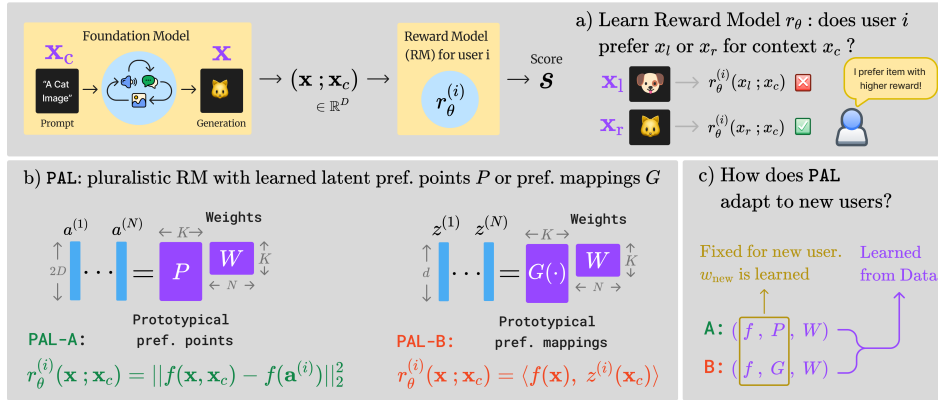 Foundation Model
x_c
x
"A Cat
Image"
Prompt
Generation
(x ; x_c)
∈ ℝ^D
Reward Model
(RM) for user i
r_θ^(i)
Score
s
a) Learn Reward Model r_θ : does user i
prefer x_l or x_r for context x_c ?
x_l
r_θ^(i)(x_l ; x_c)
x_r
r_θ^(i)(x_r ; x_c)
I prefer item with
higher reward!
b) PAL: pluralistic RM with learned latent pref. points P or pref. mappings G
a^(1) a^(N)
2D
···
=
K
P
Weights
W
K
N
Prototypical
pref. points
PAL-A:
r_θ^(i)(x ; x_c) = ||f(x, x_c) − f(a^(i))||_2^2
z^(1) z^(N)
d
···
=
K
G(·)
Weights
W
K
N
Prototypical
pref. mappings
PAL-B:
r_θ^(i)(x ; x_c) = ⟨f(x), z^(i)(x_c)⟩
c) How does PAL
adapt to new users?
Fixed for new user.
w_new is learned
Learned
from Data
A: (f , P , W)
B: (f , G , W)